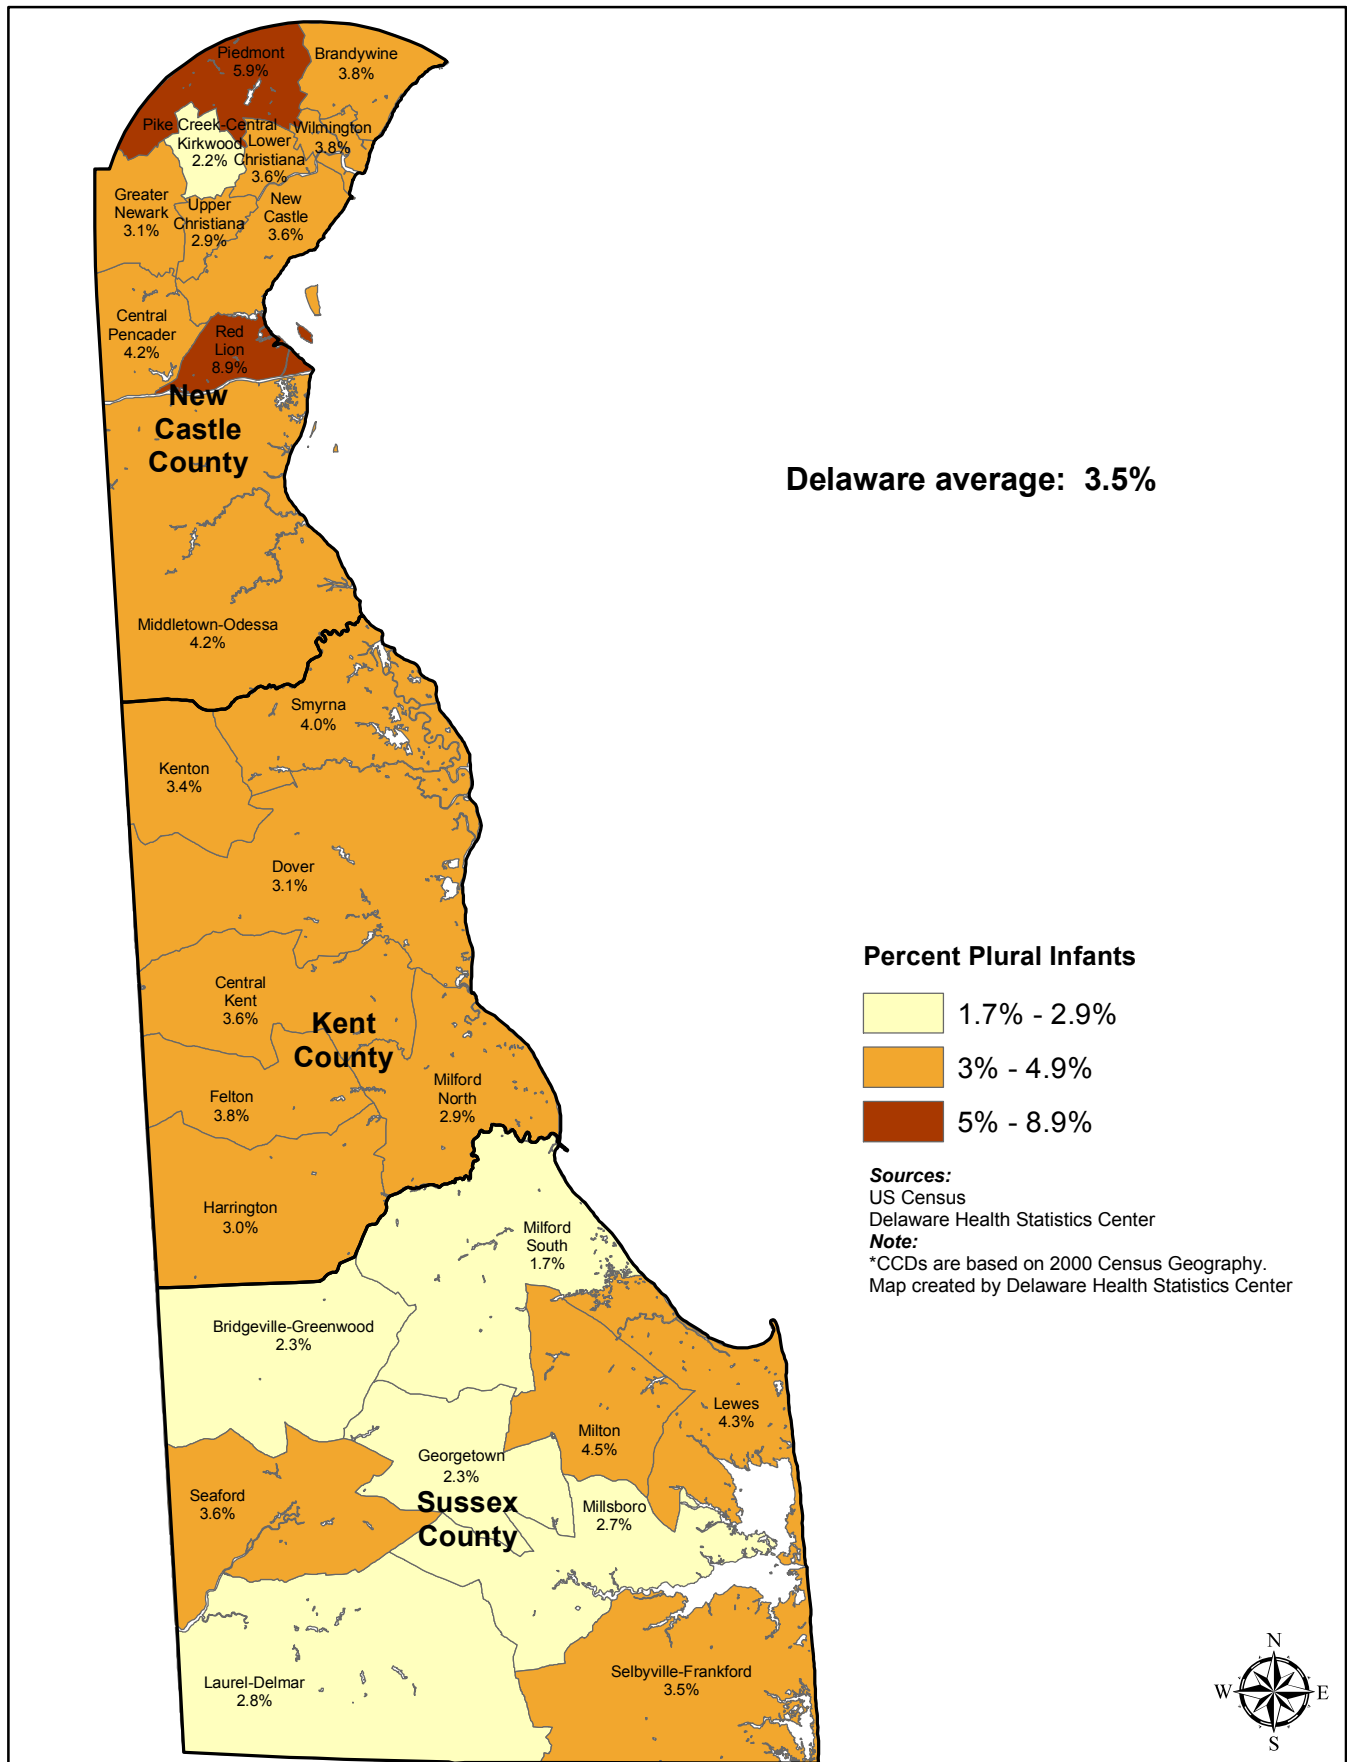 Piedmont
5.9%
Brandywine
3.8%
Pike Creek-Central
Kirkwood
2.2%
Lower
Christiana
3.6%
Wilmington
3.8%
Greater
Newark
3.1%
Upper
Christiana
2.9%
New
Castle
3.6%
Central
Pencader
4.2%
Red
Lion
8.9%
New
Castle
County
Delaware average: 3.5%
Middletown-Odessa
4.2%
Smyrna
4.0%
Kenton
3.4%
Dover
3.1%
Central
Kent
3.6%
Kent
County
Felton
3.8%
Milford
North
2.9%
Harrington
3.0%
Percent Plural Infants
1.7% - 2.9%
3% - 4.9%
5% - 8.9%
Sources:
US Census
Delaware Health Statistics Center
Note:
*CCDs are based on 2000 Census Geography.
Map created by Delaware Health Statistics Center
Milford
South
1.7%
Bridgeville-Greenwood
2.3%
Lewes
4.3%
Milton
4.5%
Georgetown
2.3%
Seaford
3.6%
Sussex
County
Millsboro
2.7%
Laurel-Delmar
2.8%
Selbyville-Frankford
3.5%
N
W
E
S